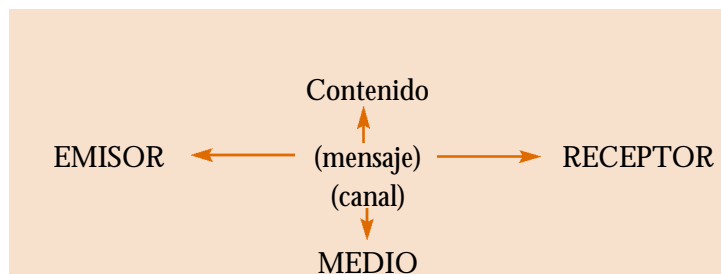 Contenido
EMISOR (mensaje) RECEPTOR
(canal)
MEDIO